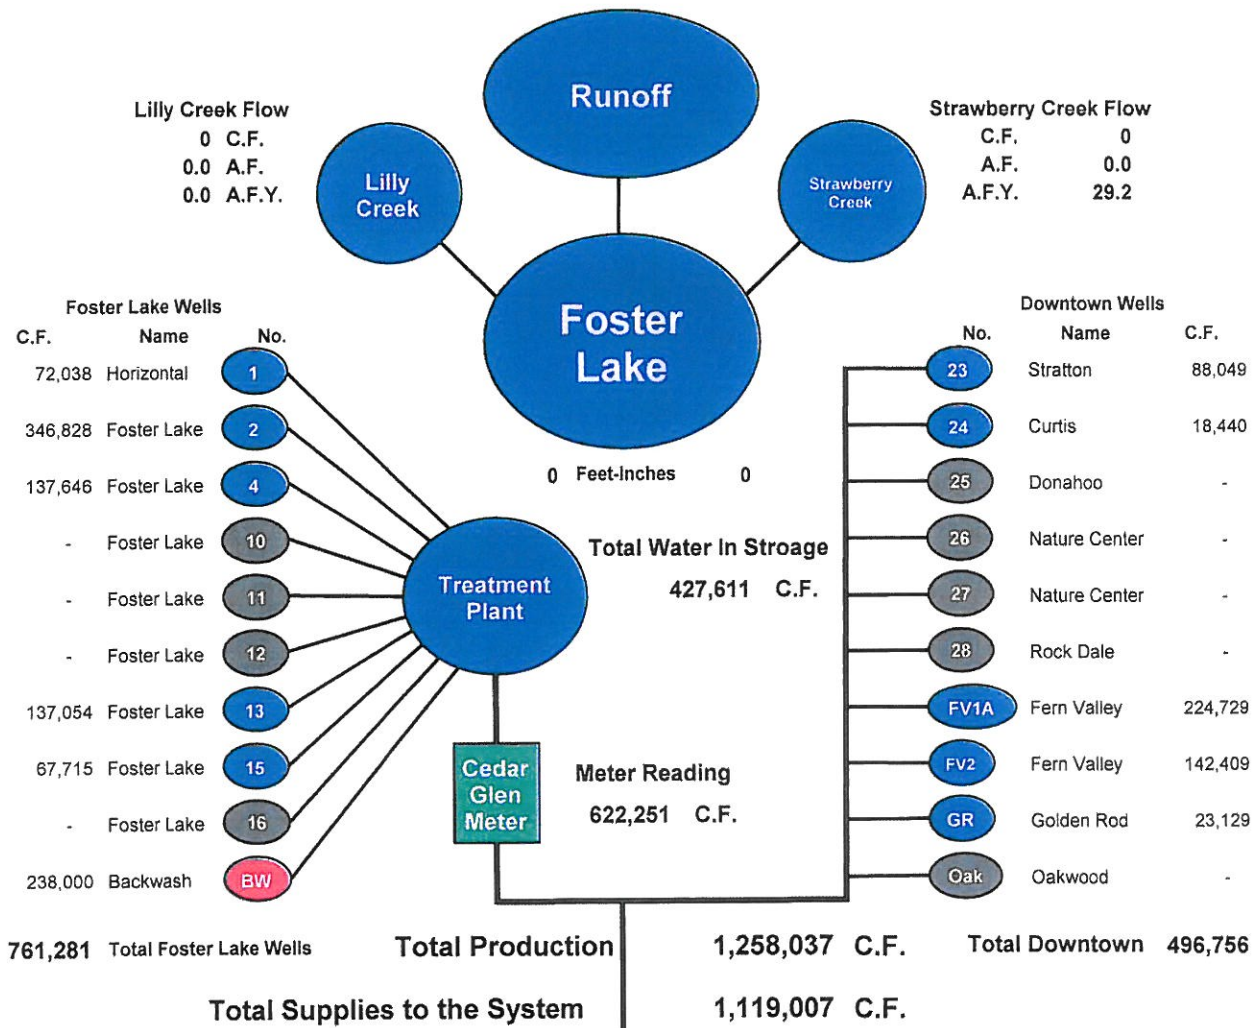 Runoff
Lilly Creek Flow
0 C.F.
0.0 A.F.
0.0 A.F.Y.
Lilly
Creek
Strawberry Creek Flow
C.F. 0
A.F. 0.0
A.F.Y. 29.2
Strawberry
Creek
Foster
Lake
0 Feet-Inches 0
Foster Lake Wells
C.F. Name No.
72,038 Horizontal 1
346,828 Foster Lake 2
137,646 Foster Lake 4
- Foster Lake 10
- Foster Lake 11
- Foster Lake 12
137,054 Foster Lake 13
67,715 Foster Lake 15
- Foster Lake 16
238,000 Backwash BW
761,281 Total Foster Lake Wells
Treatment
Plant
Total Water In Stroage
427,611 C.F.
Cedar
Glen
Meter
Meter Reading
622,251 C.F.
Downtown Wells
No. Name C.F.
23 Stratton 88,049
24 Curtis 18,440
25 Donahoo -
26 Nature Center -
27 Nature Center -
28 Rock Dale -
FV1A Fern Valley 224,729
FV2 Fern Valley 142,409
GR Golden Rod 23,129
Oak Oakwood -
Total Downtown 496,756
Total Production 1,258,037 C.F.
Total Supplies to the System 1,119,007 C.F.